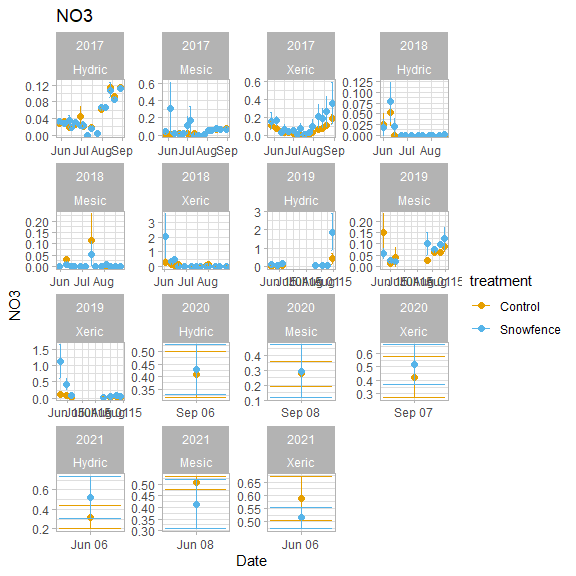 NO3
2017
Hydric
2017
Mesic
2017
Xeric
2018
Hydric
0.12
0.08
0.04
0.00
Jun Jul Aug Sep
0.6
0.4
0.2
0.0
Jun Jul Aug Sep
0.6
0.4
0.2
0.0
Jun Jul Aug Sep
0.125
0.100
0.075
0.050
0.025
0.000
Jun Jul Aug
2018
Mesic
2018
Xeric
2019
Hydric
2019
Mesic
0.20
0.15
0.10
0.05
0.00
Jun Jul Aug
3
2
1
0
Jun Jul Aug
3
2
1
0
0.20
0.15
0.10
0.05
0.00
2019
Xeric
2020
Hydric
2020
Mesic
2020
Xeric
1.5
1.0
0.5
0.0
0.50
0.45
0.40
0.35
Sep 06
0.4
0.3
0.2
0.1
Sep 08
0.6
0.5
0.4
0.3
Sep 07
2021
Hydric
2021
Mesic
2021
Xeric
0.6
0.4
0.2
Jun 06
0.50
0.45
0.40
0.35
0.30
Jun 08
0.65
0.60
0.55
0.50
Jun 06
NO3
Date
treatment
Control
Snowfence